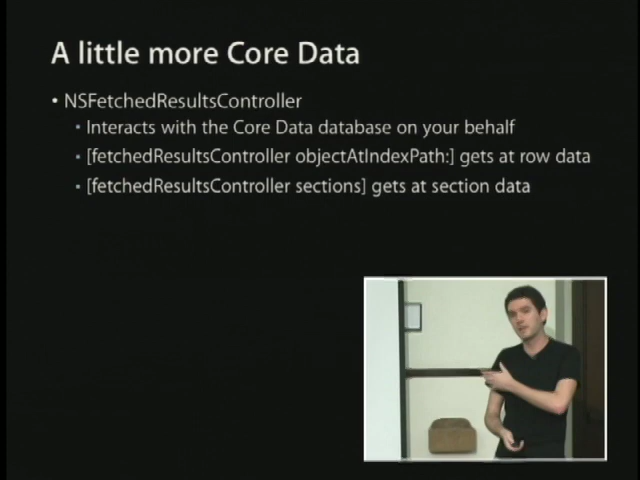 A little more Core Data
• NSFetchedResultsController
• Interacts with the Core Data database on your behalf
• [fetchedResultsController objectAtIndexPath:] gets at row data
• [fetchedResultsController sections] gets at section data